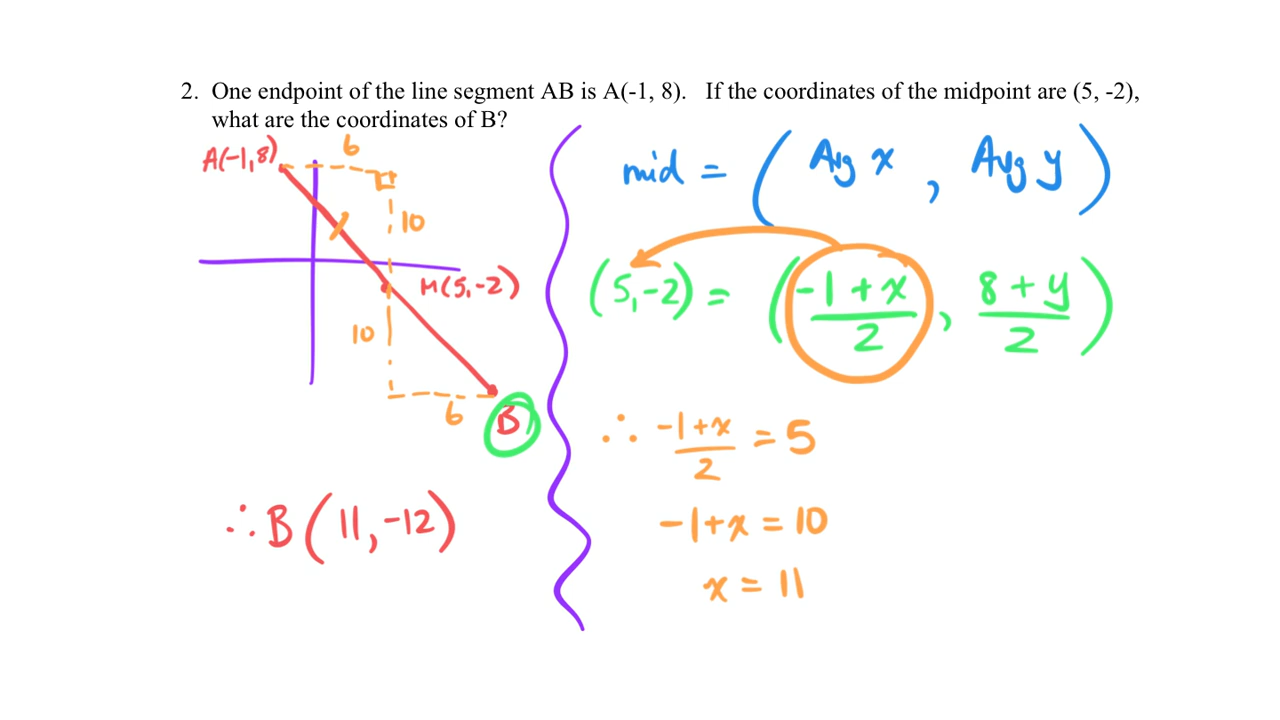 2. One endpoint of the line segment AB is A(-1, 8). If the coordinates of the midpoint are (5, -2),
what are the coordinates of B?
A(-1,8)
6
10
M(5,-2)
10
6
B
∴ B(11,-12)
mid = (Avg x, Avg y)
(5,-2) = (-1+x/2, 8+y/2)
∴ -1+x/2 = 5
-1+x = 10
x = 11